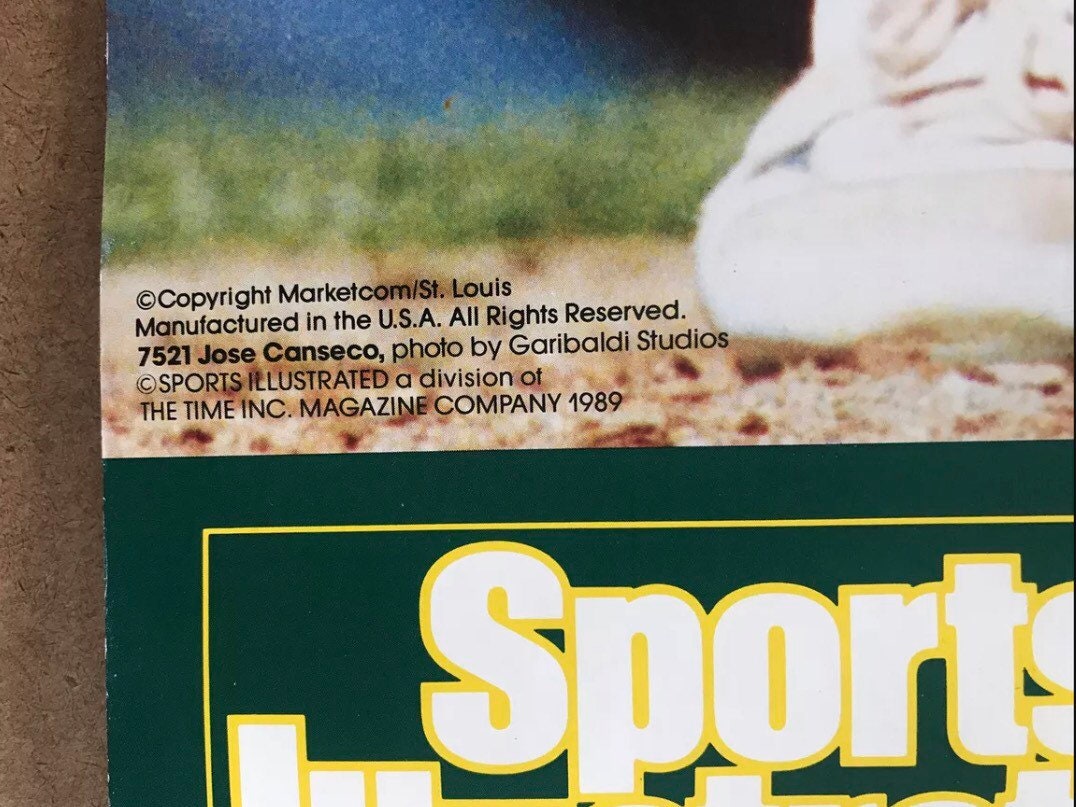 ©Copyright Marketcom/St. Louis
Manufactured in the U.S.A. All Rights Reserved.
7521 Jose Canseco, photo by Garibaldi Studios
©SPORTS ILLUSTRATED a division of
THE TIME INC. MAGAZINE COMPANY 1989
Sports
Illustrat